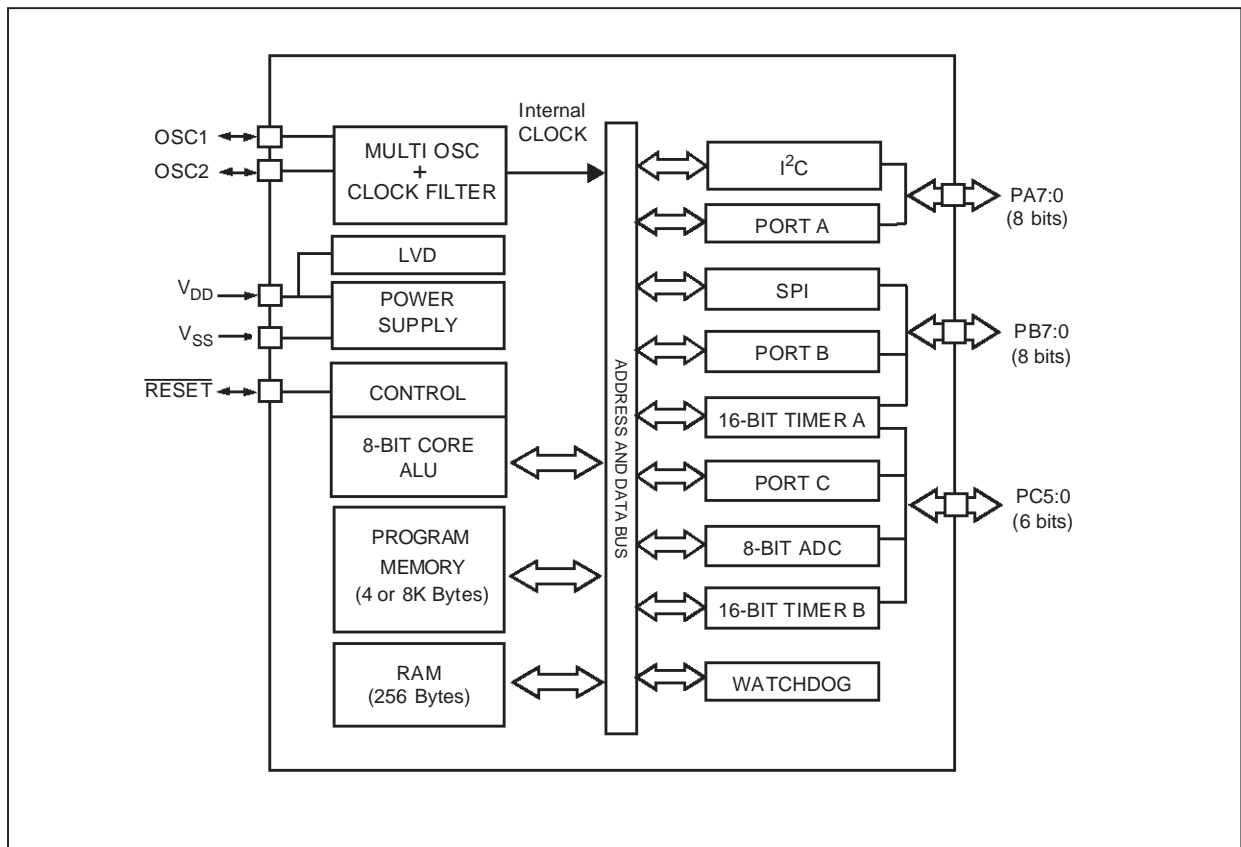 OSC1
OSC2
MULTI OSC
+
CLOCK FILTER
Internal
CLOCK
LVD
VDD
POWER
SUPPLY
VSS
RESET
CONTROL
8-BIT CORE
ALU
PROGRAM
MEMORY
(4 or 8K Bytes)
RAM
(256 Bytes)
ADDRESS AND DATA BUS
I2C
PORT A
PA7:0
(8 bits)
SPI
PORT B
PB7:0
(8 bits)
16-BIT TIMER A
PORT C
8-BIT ADC
PC5:0
(6 bits)
16-BIT TIMER B
WATCHDOG